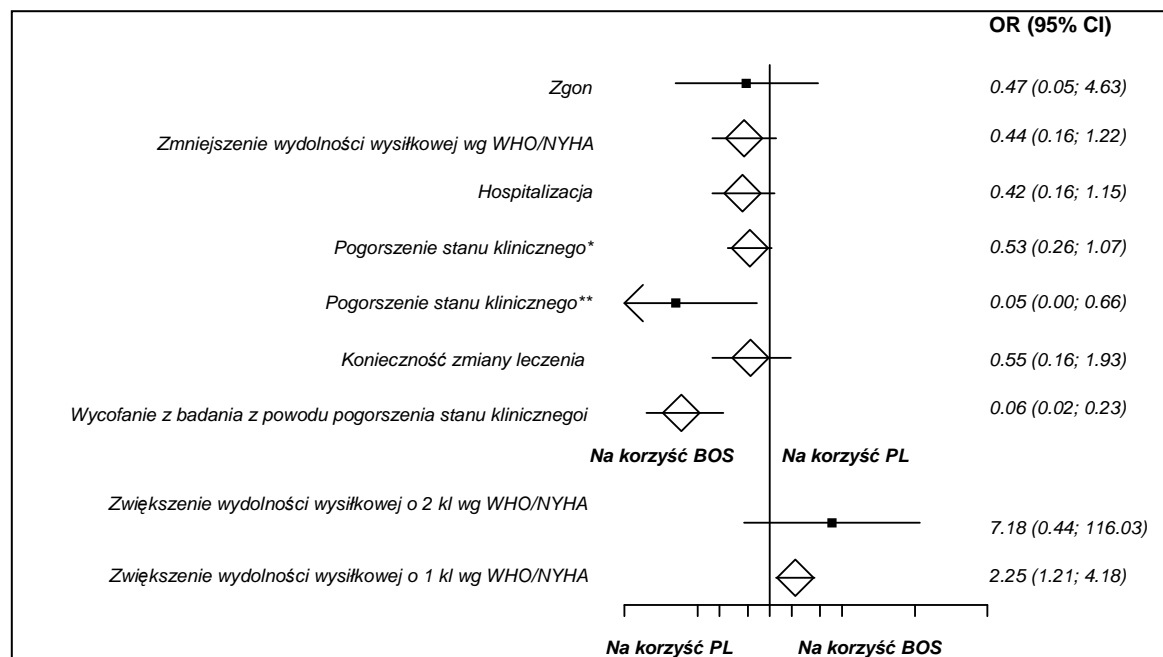 OR (95% CI)
Zgon 0.47 (0.05; 4.63)
Zmniejszenie wydolności wysiłkowej wg WHO/NYHA 0.44 (0.16; 1.22)
Hospitalizacja 0.42 (0.16; 1.15)
Pogorszenie stanu klinicznego* 0.53 (0.26; 1.07)
Pogorszenie stanu klinicznego** 0.05 (0.00; 0.66)
Konieczność zmiany leczenia 0.55 (0.16; 1.93)
Wycofanie z badania z powodu pogorszenia stanu klinicznegoi 0.06 (0.02; 0.23)
Na korzyść BOS Na korzyść PL
Zwiększenie wydolności wysiłkowej o 2 kl wg WHO/NYHA 7.18 (0.44; 116.03)
Zwiększenie wydolności wysiłkowej o 1 kl wg WHO/NYHA 2.25 (1.21; 4.18)
Na korzyść PL Na korzyść BOS